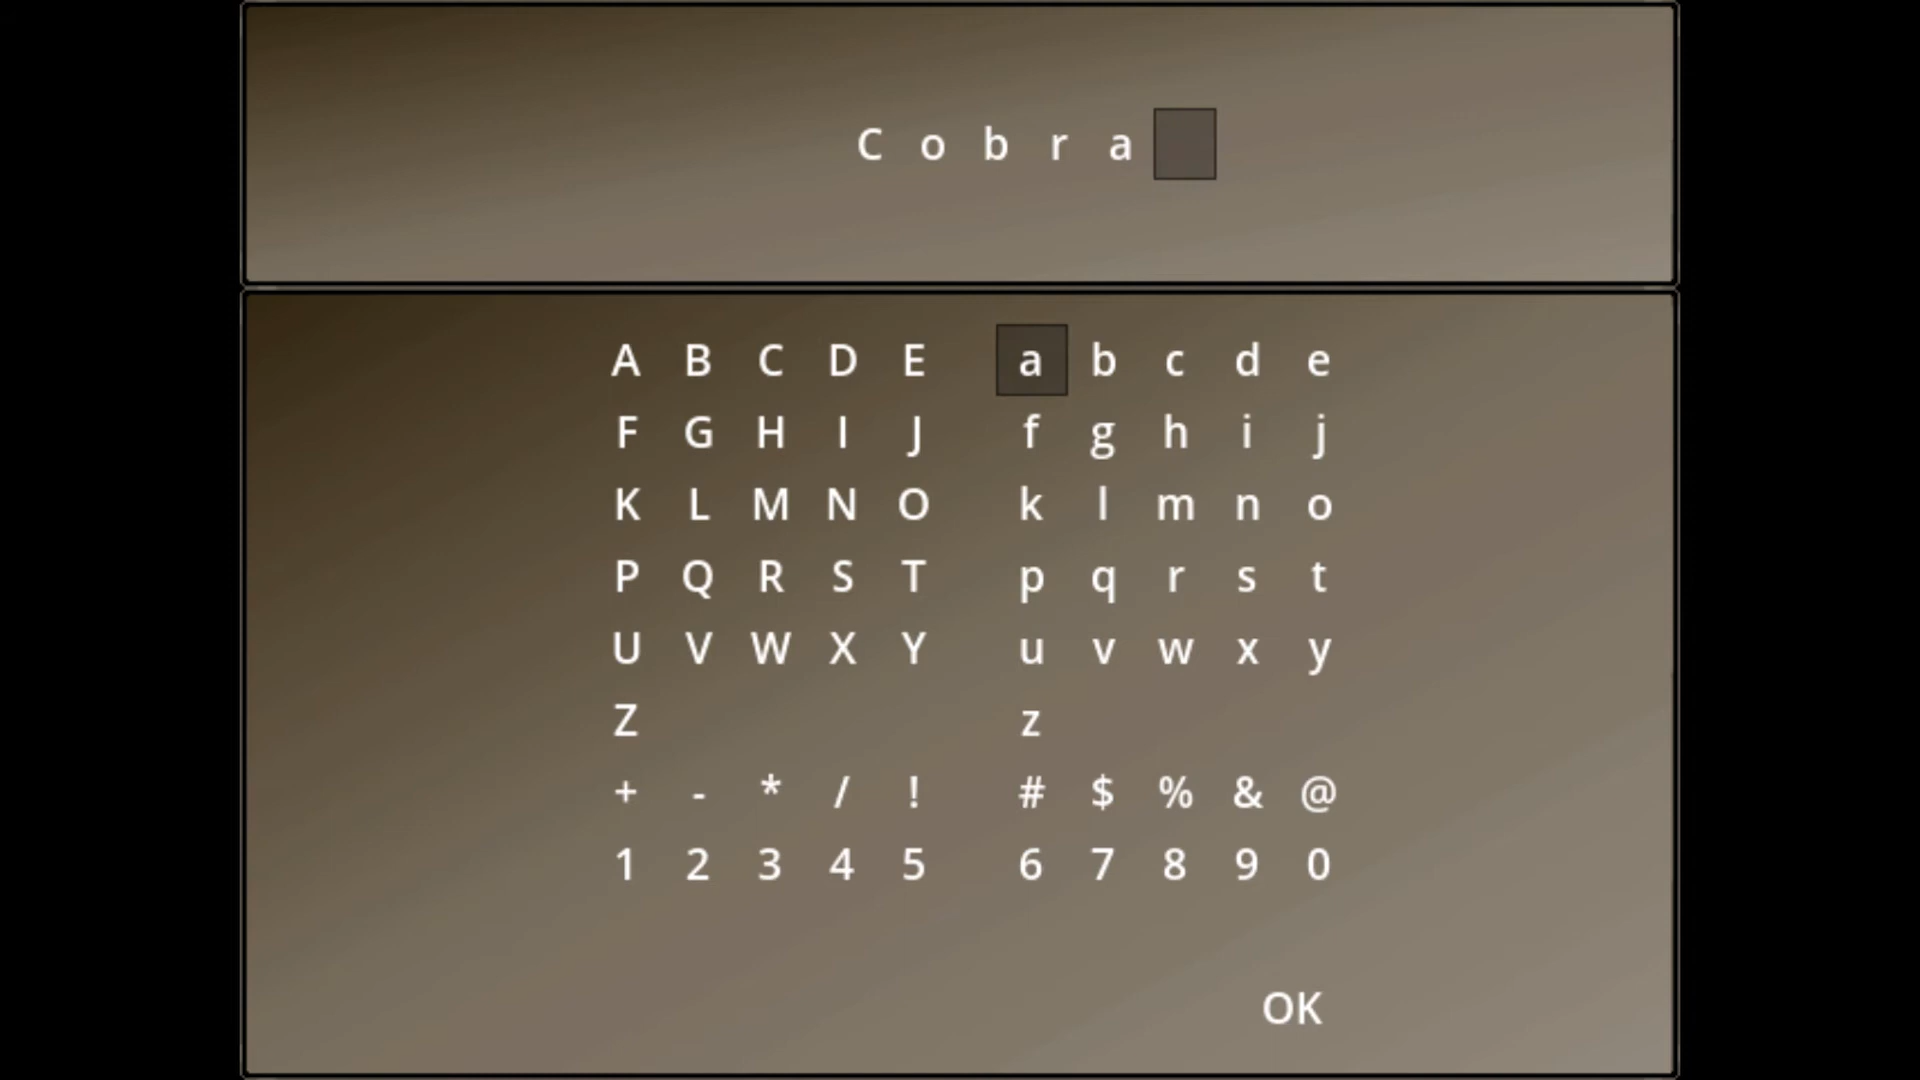 C o b r a
A B C D E a b c d e
F G H I J f g h i j
K L M N O k l m n o
P Q R S T p q r s t
U V W X Y u v w x y
Z z
+ - * / ! # $ % & @
1 2 3 4 5 6 7 8 9 0
OK